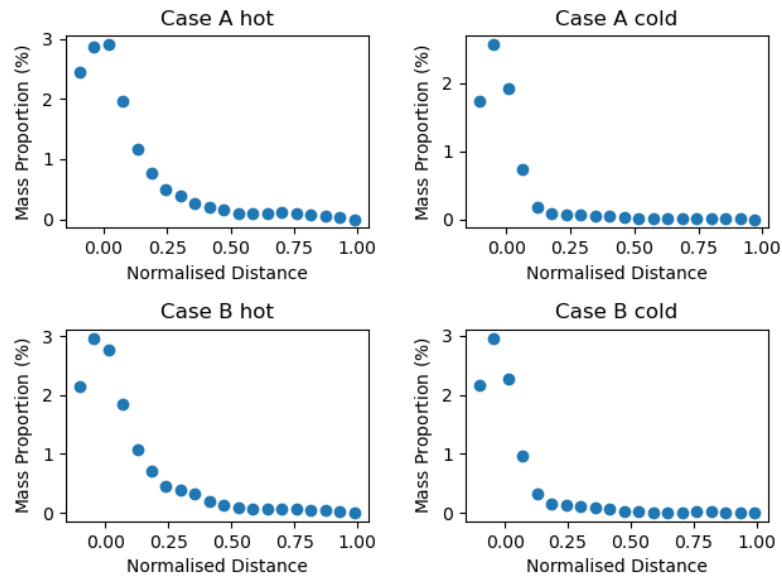 Case A hot
Mass Proportion (%)
3
2
1
0
0.00 0.25 0.50 0.75 1.00
Normalised Distance
Case A cold
Mass Proportion (%)
2
1
0
0.00 0.25 0.50 0.75 1.00
Normalised Distance
Case B hot
Mass Proportion (%)
3
2
1
0
0.00 0.25 0.50 0.75 1.00
Normalised Distance
Case B cold
Mass Proportion (%)
3
2
1
0
0.00 0.25 0.50 0.75 1.00
Normalised Distance